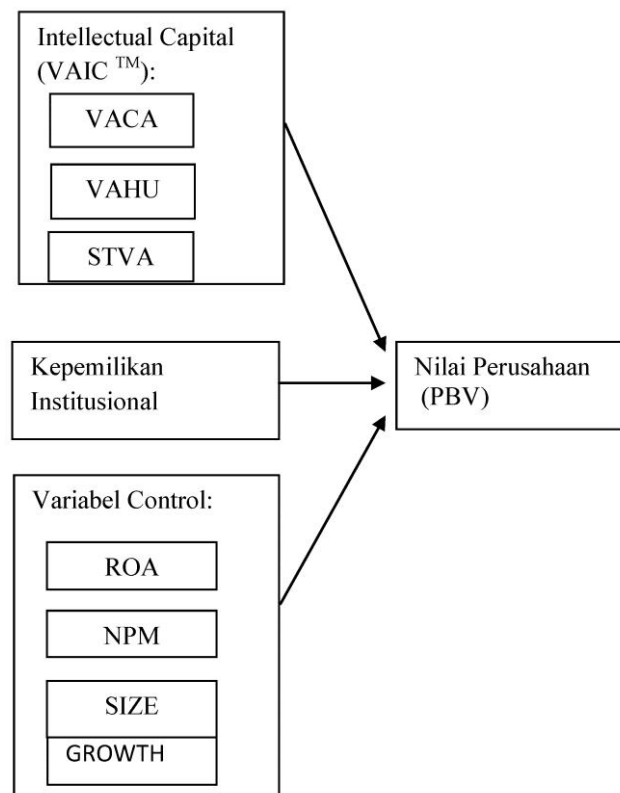 Intellectual Capital
(VAIC ™):
VACA
VAHU
STVA
Kepemilikan
Institusional
Nilai Perusahaan
(PBV)
Variabel Control:
ROA
NPM
SIZE
GROWTH